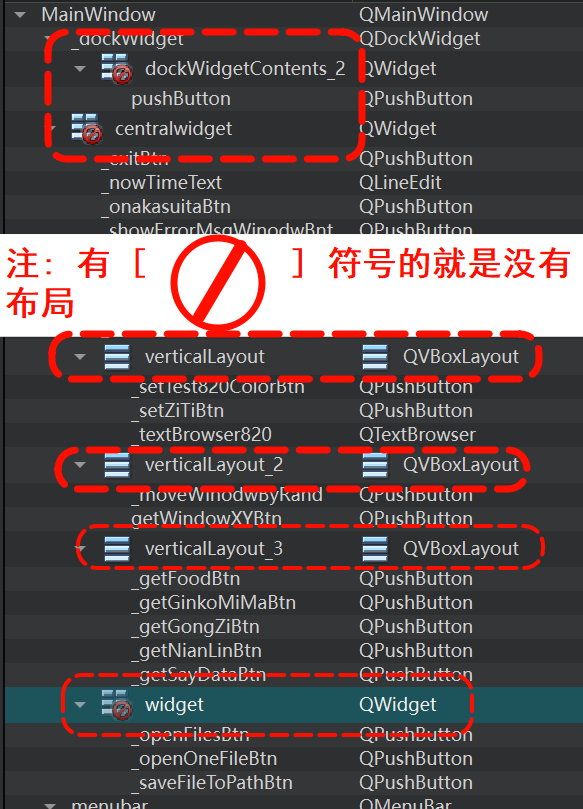 MainWindow QMainWindow
_dockWidget QDockWidget
dockWidgetContents_2 QWidget
pushButton QPushButton
centralwidget QWidget
_exitBtn QPushButton
_nowTimeText QLineEdit
_onakasuitaBtn QPushButton
_showErrorMsgWinodwBnt QPushButton
注：有［ ］符号的就是没有
布局
verticalLayout QVBoxLayout
_setTest820ColorBtn QPushButton
_setZiTiBtn QPushButton
_textBrowser820 QTextBrowser
verticalLayout_2 QVBoxLayout
_moveWinodwByRand QPushButton
getWindowXYBtn QPushButton
verticalLayout_3 QVBoxLayout
_getFoodBtn QPushButton
_getGinkoMiMaBtn QPushButton
_getGongZiBtn QPushButton
_getNianLinBtn QPushButton
_getSayDataBtn QPushButton
widget QWidget
_openFilesBtn QPushButton
_openOneFileBtn QPushButton
_saveFileToPathBtn QPushButton
menubar QMenuBar